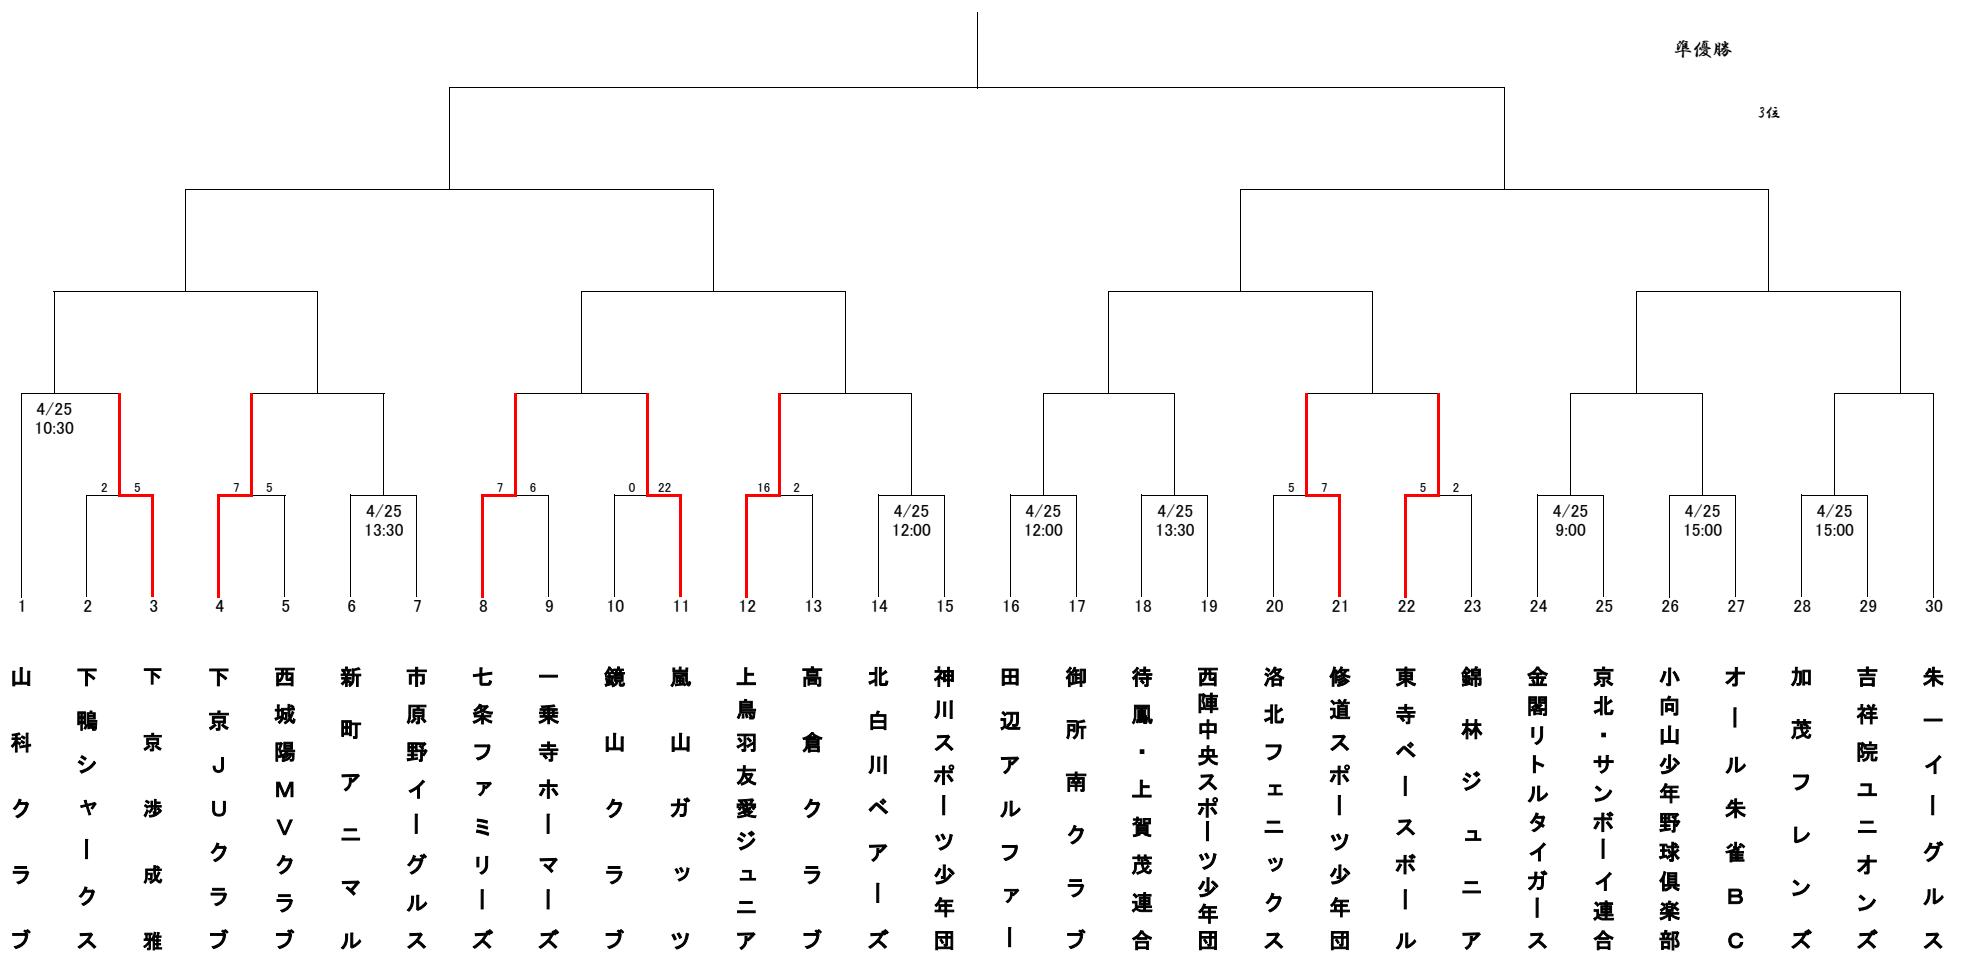 準優勝
3位
4/25
10:30
2 5
7 5
7 6
0 22
16 2
5 7
5 2
4/25
13:30
4/25
12:00
4/25
12:00
4/25
13:30
4/25
9:00
4/25
15:00
4/25
15:00
1 2 3 4 5 6 7 8 9 10 11 12 13 14 15 16 17 18 19 20 21 22 23 24 25 26 27 28 29 30
山科クラブ
下鴨シャークス
下京渉成雅
下京JUクラブ
西城陽MVクラブ
新町アニマル
市原野イーグルス
七条ファミリーズ
一乗寺ホーマーズ
鏡山クラブ
嵐山ガッツ
上鳥羽友愛ジュニア
高倉クラブ
北白川ベアーズ
神川スポーツ少年団
田辺アルファー
御所南クラブ
待鳳・上賀茂連合
西陣中央スポーツ少年団
洛北フェニックス
修道スポーツ少年団
東寺ベースボール
錦林ジュニア
金閣リトルタイガース
京北・サンボーイ連合
小向山少年野球倶楽部
オール朱雀BC
加茂フレンズ
吉祥院ユニオンズ
朱一イーグルス